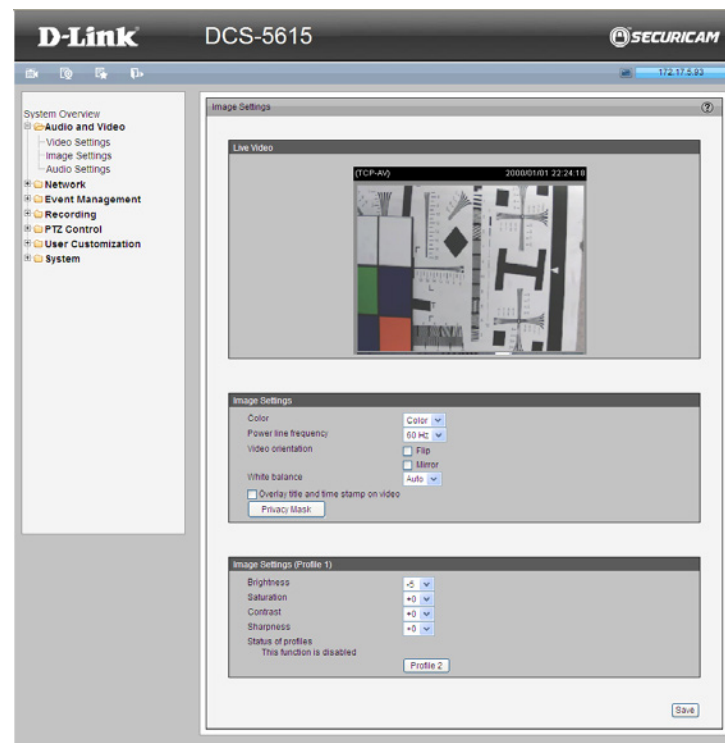 D-Link
DCS-5615
SECURICAM
172.17.5.93
System Overview
Audio and Video
Video Settings
Image Settings
Audio Settings
Network
Event Management
Recording
PTZ Control
User Customization
System
Image Settings
Live Video
(TCP-AV) 2000/01/01 22:24:18
Image Settings
Color Color
Power line frequency 60 Hz
Video orientation Flip
Mirror
White balance Auto
Overlay title and time stamp on video
Privacy Mask
Image Settings (Profile 1)
Brightness -5
Saturation +0
Contrast +0
Sharpness +0
Status of profiles
This function is disabled
Profile 2
Save